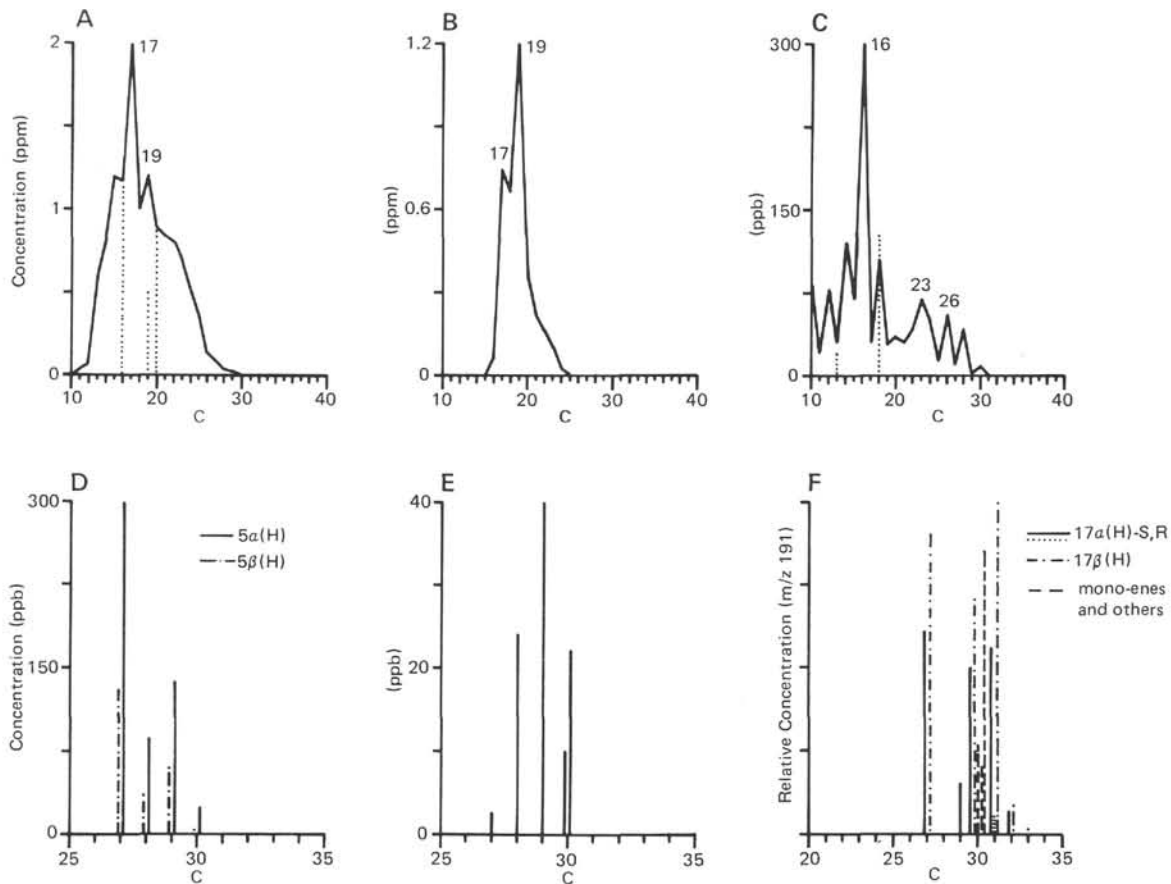 A
B
C
Concentration (ppm)
2
1
0
17
19
10 20 30 40
C
(ppm)
1.2
0.6
0
17
19
10 20 30 40
C
(ppb)
300
150
0
16
23
26
10 20 30 40
C
D
E
F
Concentration (ppb)
300
150
0
5α(H)
5β(H)
25 30 35
C
(ppb)
40
20
0
25 30 35
C
Relative Concentration (m/z 191)
17α(H)-S,R
17β(H)
mono-enes
and others
20 25 30 35
C